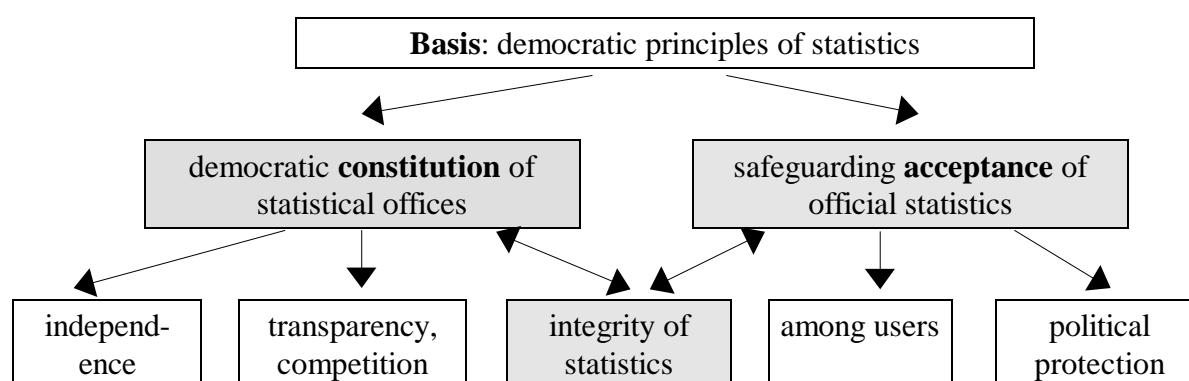 Basis: democratic principles of statistics
democratic constitution of
statistical offices
safeguarding acceptance of
official statistics
independ-
ence
transparency,
competition
integrity of
statistics
among users
political
protection